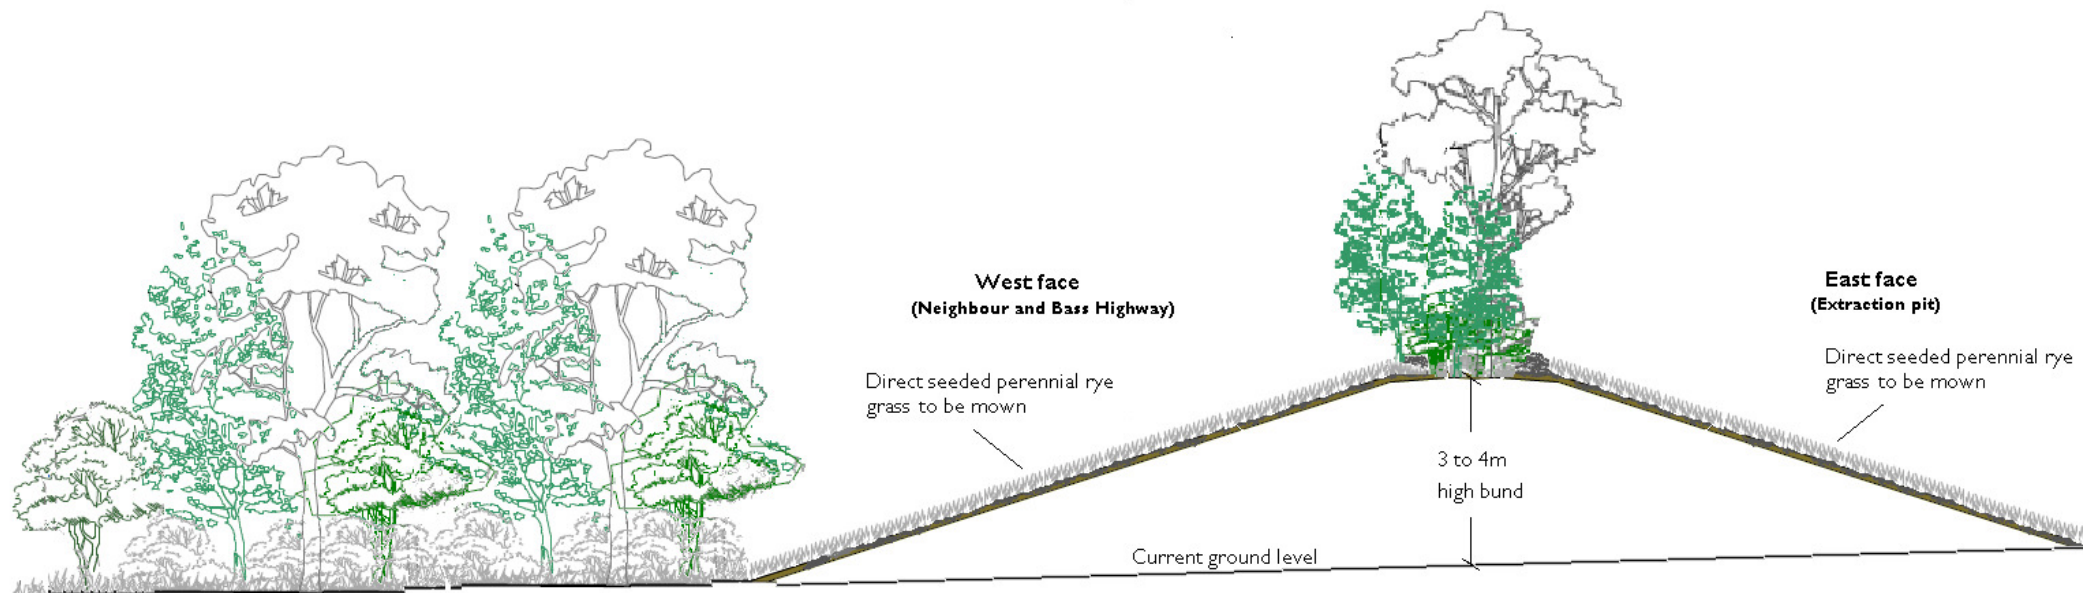 West face
(Neighbour and Bass Highway)
East face
(Extraction pit)
Direct seeded perennial rye
grass to be mown
Direct seeded perennial rye
grass to be mown
3 to 4m
high bund
Current ground level